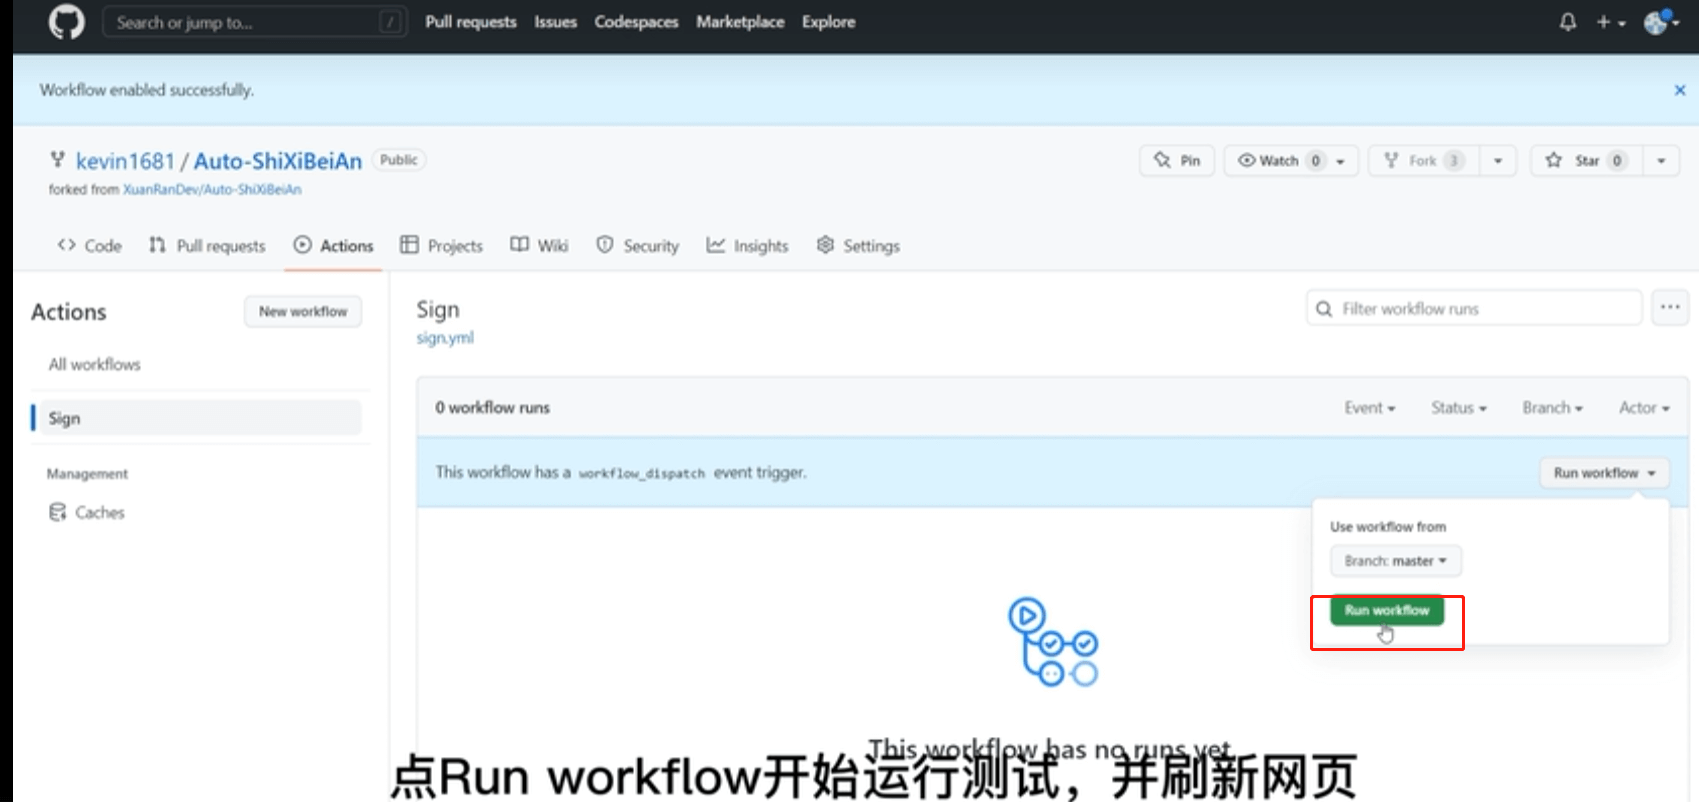 Search or jump to... /
Pull requests Issues Codespaces Marketplace Explore
Workflow enabled successfully.
kevin1681 / Auto-ShiXiBeiAn Public
Pin Watch 0 Fork 3 Star 0
forked from XuanRanDev/Auto-ShiXiBeiAn
Code Pull requests Actions Projects Wiki Security Insights Settings
Actions New workflow
All workflows
Sign
Management
Caches
Sign
sign.yml
Filter workflow runs
0 workflow runs
Event Status Branch Actor
This workflow has a workflow_dispatch event trigger.
Run workflow
Use workflow from
Branch: master
Run workflow
This workflow has no runs yet
点Run workflow开始运行测试，并刷新网页